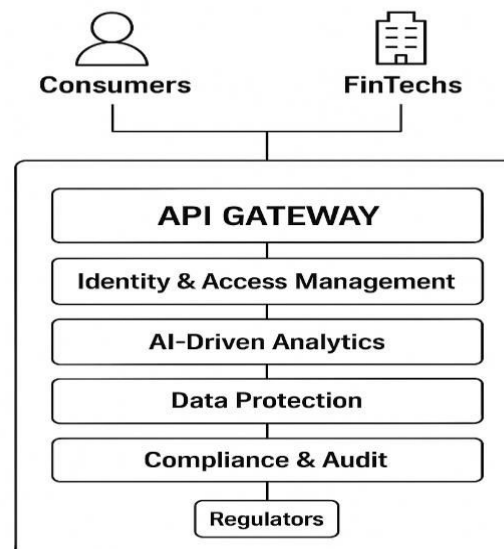 Consumers
FinTechs
API GATEWAY
Identity & Access Management
AI-Driven Analytics
Data Protection
Compliance & Audit
Regulators